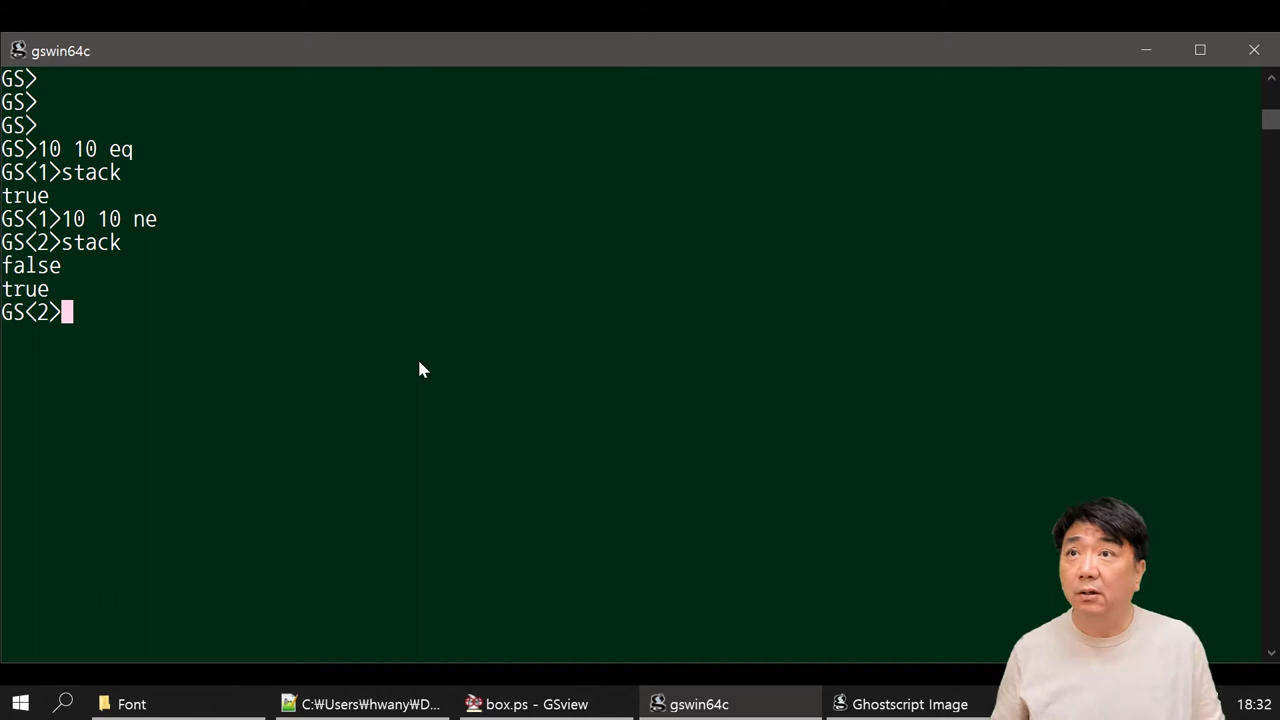 gswin64c
GS>
GS>
GS>
GS>10 10 eq
GS<1>stack
true
GS<1>10 10 ne
GS<2>stack
false
true
GS<2>
Font
C:₩Users₩hwany₩D...
box.ps - GSview
gswin64c
Ghostscript Image
18:32